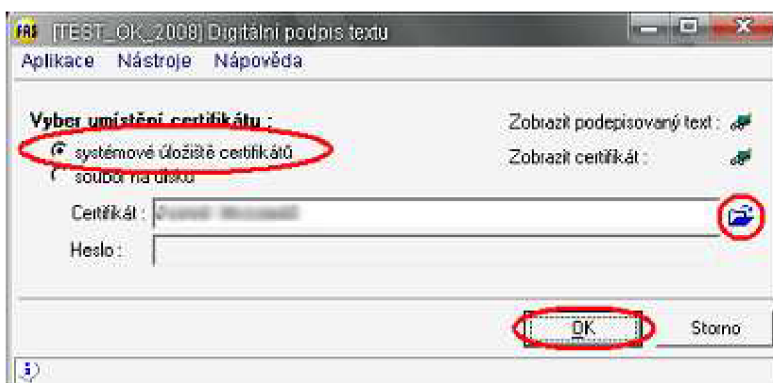 FAS [TEST_OK_2008] Digitální podpis textu
Aplikace Nástroje Nápověda
Vyber umístění certifikátu :
systémové úložiště certifikátů
soubor na disku
Zobrazit podepisovaný text :
Zobrazit certifikát :
Certifikát :
Heslo :
OK Storno